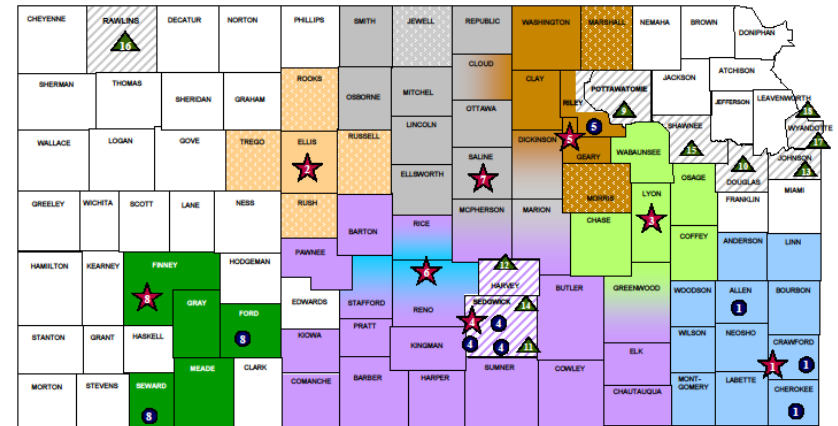 CHEYENNE RAWLINS DECATUR NORTON PHILLIPS SMITH JEWELL REPUBLIC WASHINGTON MARSHALL NEMAHA BROWN
DONIPHAN
16
CLOUD
ATCHISON
SHERMAN THOMAS SHERIDAN GRAHAM ROOKS OSBORNE MITCHEL CLAY RILEY POTTAWATOMIE JACKSON
JEFFERSON LEAVENWORTH
9 18
OTTAWA
WYANDOTTE
LINCOLN
5 5
SHAWNEE
17
WALLACE LOGAN GOVE TREGO ELLIS RUSSELL DICKINSON GEARY WABAUNSEE
15 10 JOHNSON
2 SALINE
7
13
ELLSWORTH
OSAGE DOUGLAS
MIAMI
GREELEY WICHITA SCOTT LANE NESS RUSH MORRIS LYON FRANKLIN
3
BARTON RICE MCPHERSON MARION CHASE
COFFEY ANDERSON LINN
PAWNEE
HAMIILTON KEARNEY FINNEY HODGEMAN
12
6 HARVEY
8
GRAY EDWARDS STAFFORD RENO BUTLER GREENWOOD WOODSON ALLEN BOURBON
SEDGWICK
FORD
14 1
4 4
STANTON GRANT HASKELL 8 KIOWA PRATT KINGMAN 4 4 11 WILSON NEOSHO CRAWFORD
ELK
1 1
MEADE
MORTON STEVENS SEWARD CLARK COMANCHE BARBER HARPER SUMNER COWLEY CHAUTAUQUA MONT-
GOMERY LABETTE CHEROKEE
8 1